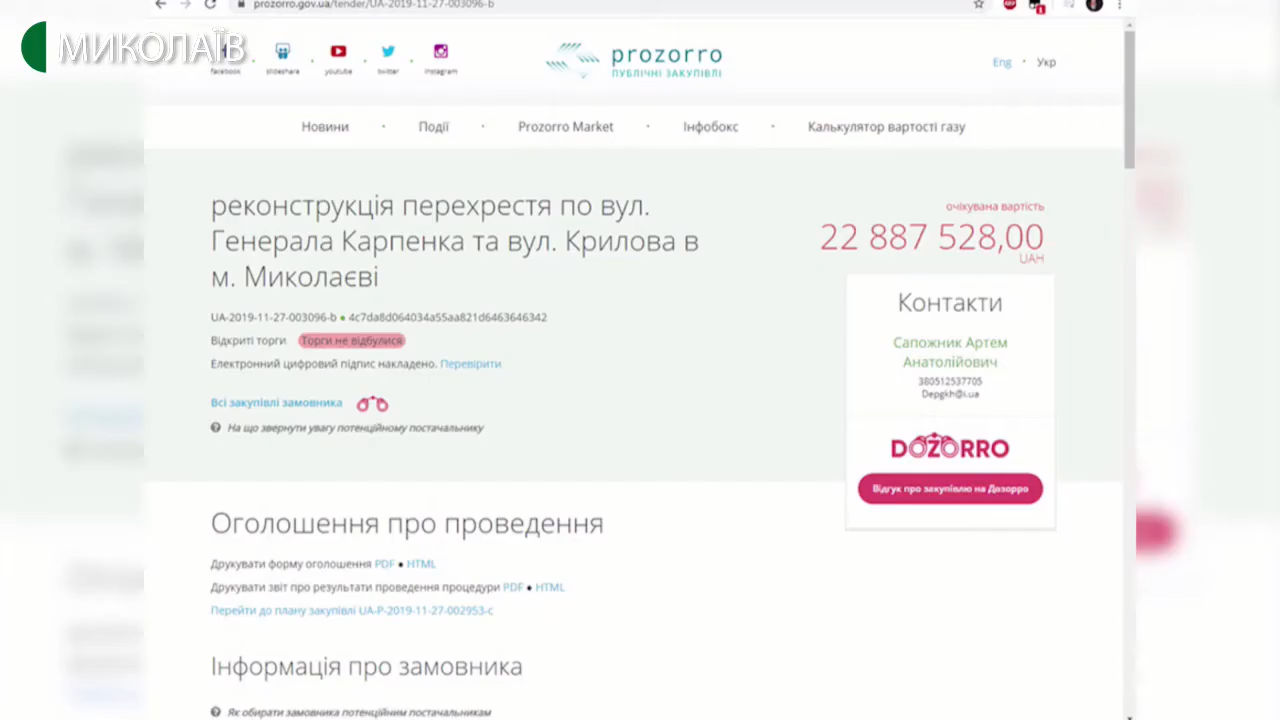 prozorro.gov.ua/tender/UA-2019-11-27-003096-b
МИКОЛАЇВ
facebook slideshare youtube twitter instagram
prozorro
ПУБЛІЧНІ ЗАКУПІВЛІ
Eng • Укр
Новини • Події • Prozorro Market • Інфобокс • Калькулятор вартості газу
реконструкція перехрестя по вул.
Генерала Карпенка та вул. Крилова в
м. Миколаєві
очікувана вартість
22 887 528,00
UAH
UA-2019-11-27-003096-b ● 4c7da8d064034a55aa821d6463646342
Відкриті торги Торги не відбулися
Електронний цифровий підпис накладено. Перевірити
Всі закупівлі замовника
На що звернути увагу потенційному постачальнику
Контакти
Сапожник Артем
Анатолійович
380512537705
Depgkh@i.ua
DOZORRO
Відгук про закупівлю на Дозорро
Оголошення про проведення
Друкувати форму оголошення PDF ● HTML
Друкувати звіт про результати проведення процедури PDF ● HTML
Перейти до плану закупівлі UA-P-2019-11-27-002953-c
Інформація про замовника
Як обирати замовника потенційним постачальникам